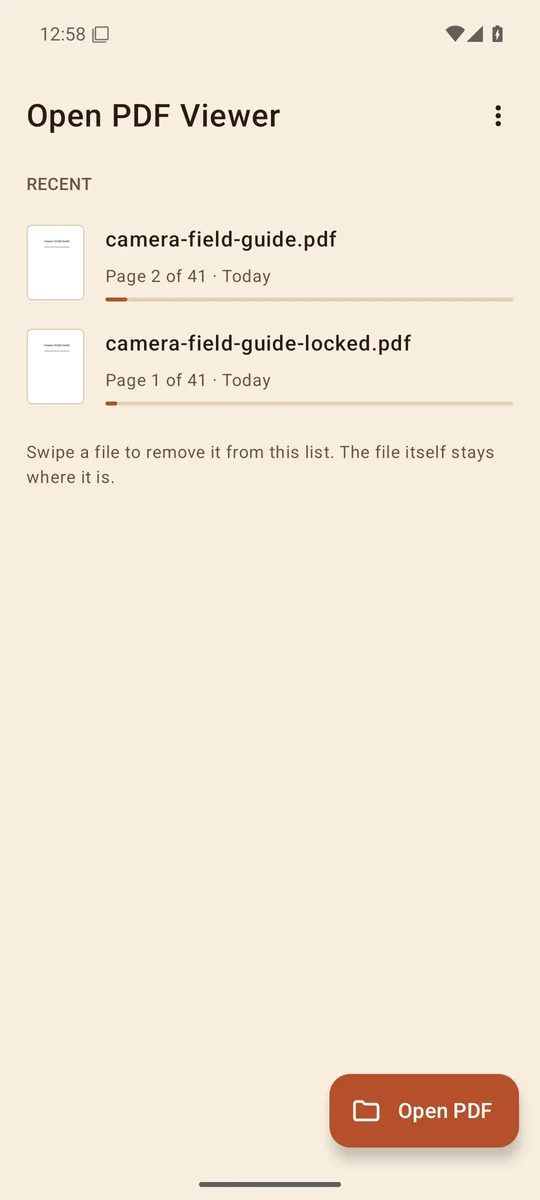 12:58
Open PDF Viewer
RECENT
camera-field-guide.pdf
Page 2 of 41 · Today
camera-field-guide-locked.pdf
Page 1 of 41 · Today
Swipe a file to remove it from this list. The file itself stays
where it is.
Open PDF